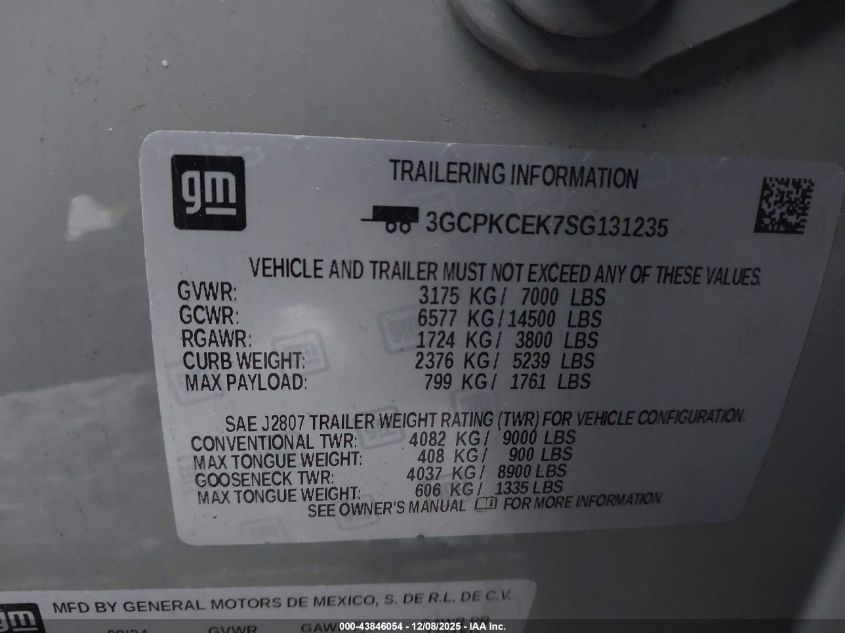 gm
TRAILERING INFORMATION
3GCPKCEK7SG131235
VEHICLE AND TRAILER MUST NOT EXCEED ANY OF THESE VALUES.
GVWR: 3175 KG/ 7000 LBS
GCWR: 6577 KG/14500 LBS
RGAWR: 1724 KG/ 3800 LBS
CURB WEIGHT: 2376 KG/ 5239 LBS
MAX PAYLOAD: 799 KG/ 1761 LBS
SAE J2807 TRAILER WEIGHT RATING (TWR) FOR VEHICLE CONFIGURATION.
CONVENTIONAL TWR: 4082 KG/ 9000 LBS
MAX TONGUE WEIGHT: 408 KG/ 900 LBS
GOOSENECK TWR: 4037 KG/ 8900 LBS
MAX TONGUE WEIGHT: 606 KG/ 1335 LBS
SEE OWNER'S MANUAL FOR MORE INFORMATION
gm
MFD BY GENERAL MOTORS DE MEXICO, S. DE R.L. DE C.V.
GVWR
000-43846054 - 12/08/2025 - IAAI